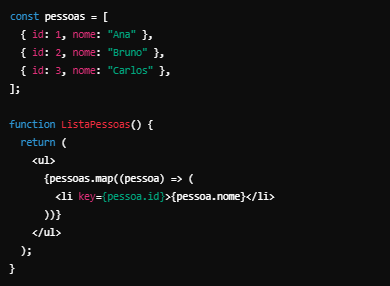 const pessoas = [
  { id: 1, nome: "Ana" },
  { id: 2, nome: "Bruno" },
  { id: 3, nome: "Carlos" },
];

function ListaPessoas() {
  return (
    <ul>
      {pessoas.map((pessoa) => (
        <li key={pessoa.id}>{pessoa.nome}</li>
      ))}
    </ul>
  );
}